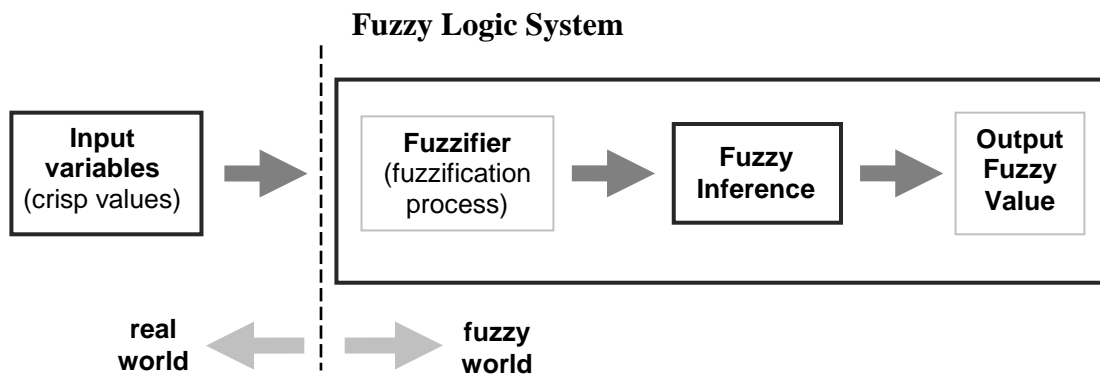 Fuzzy Logic System
Input
variables
(crisp values)
Fuzzifier
(fuzzification
process)
Fuzzy
Inference
Output
Fuzzy
Value
real
world
fuzzy
world